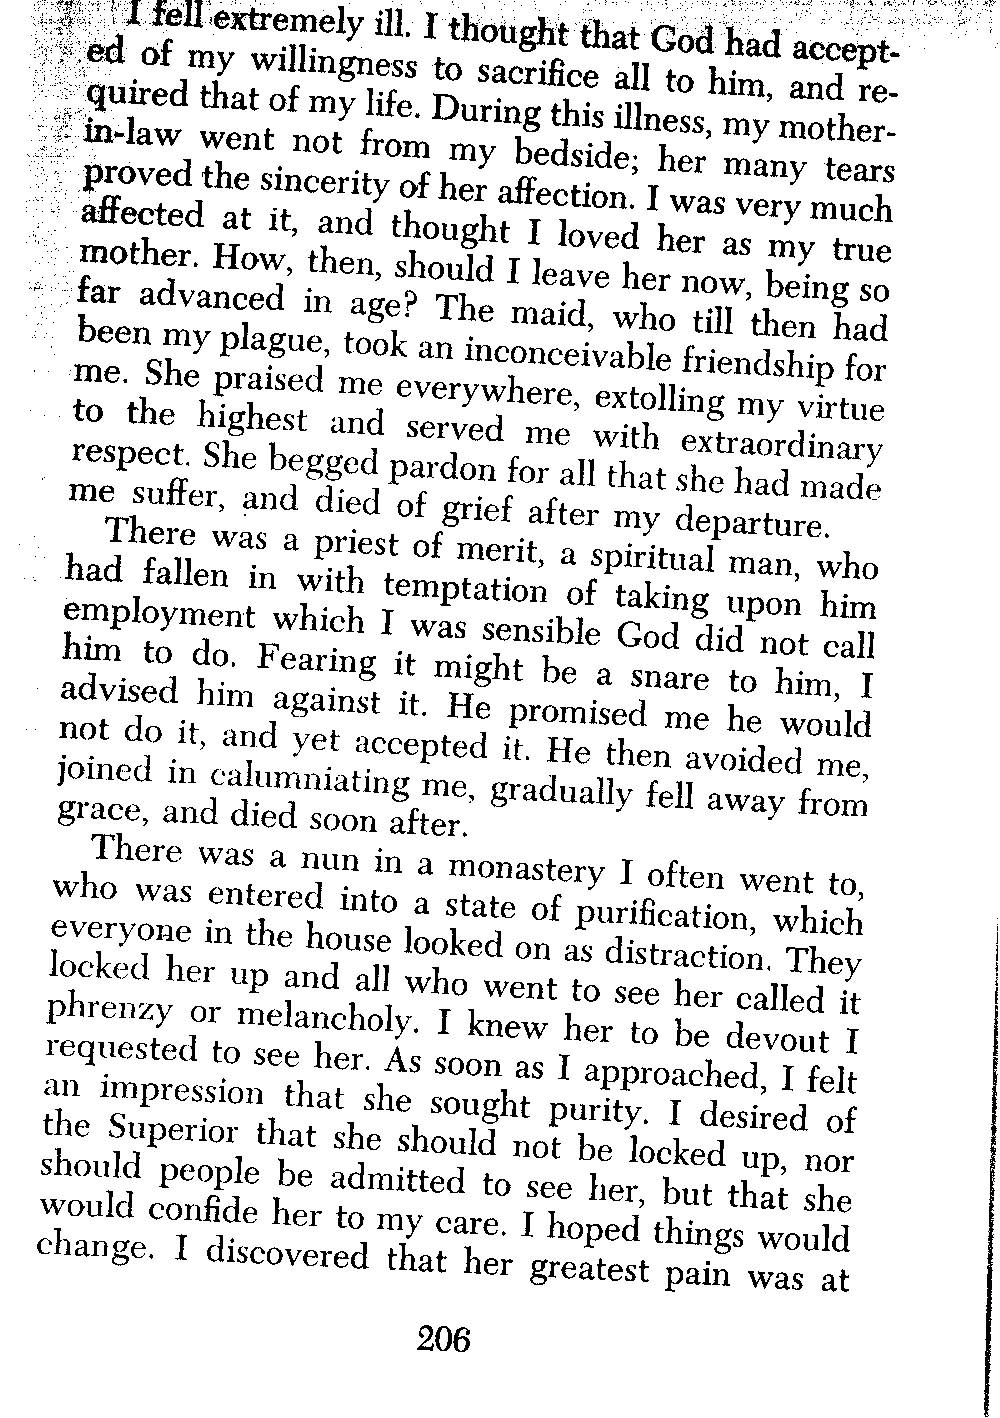 I fell extremely ill. I thought that God had accept-
ed of my willingness to sacrifice all to him, and re-
quired that of my life. During this illness, my mother-
in-law went not from my bedside; her many tears
proved the sincerity of her affection. I was very much
affected at it, and thought I loved her as my true
mother. How, then, should I leave her now, being so
far advanced in age? The maid, who till then had
been my plague, took an inconceivable friendship for
me. She praised me everywhere, extolling my virtue
to the highest and served me with extraordinary
respect. She begged pardon for all that she had made
me suffer, and died of grief after my departure.
There was a priest of merit, a spiritual man, who
had fallen in with temptation of taking upon him
employment which I was sensible God did not call
him to do. Fearing it might be a snare to him, I
advised him against it. He promised me he would
not do it, and yet accepted it. He then avoided me,
joined in calumniating me, gradually fell away from
grace, and died soon after.
There was a nun in a monastery I often went to,
who was entered into a state of purification, which
everyone in the house looked on as distraction. They
locked her up and all who went to see her called it
phrenzy or melancholy. I knew her to be devout I
requested to see her. As soon as I approached, I felt
an impression that she sought purity. I desired of
the Superior that she should not be locked up, nor
should people be admitted to see her, but that she
would confide her to my care. I hoped things would
change. I discovered that her greatest pain was at
206